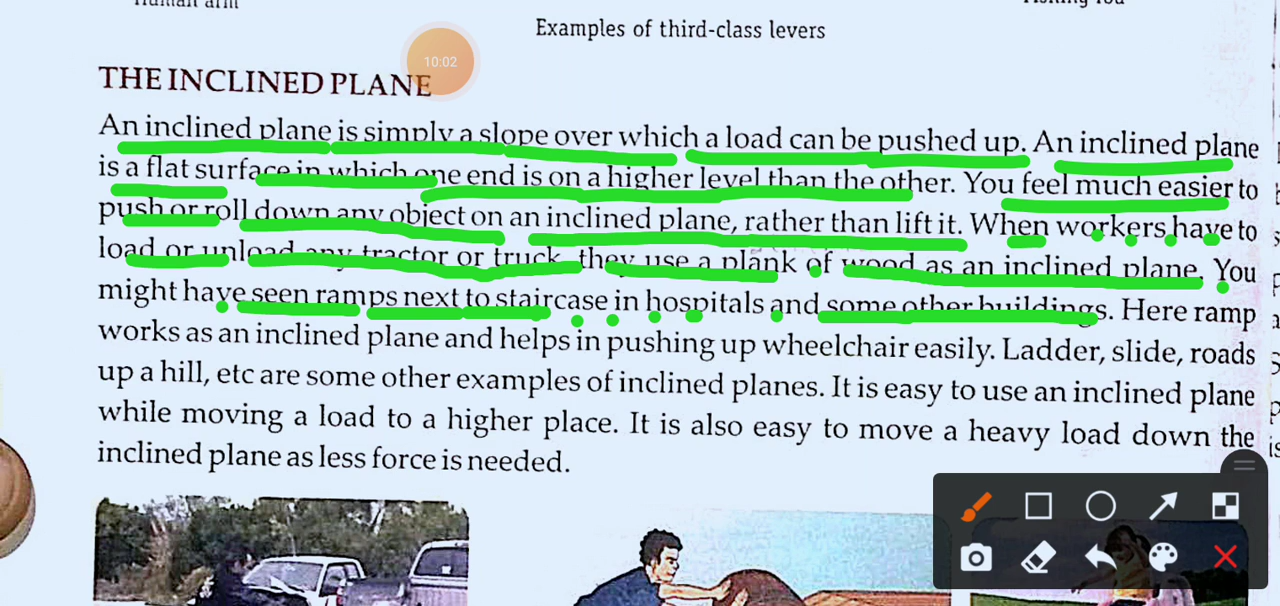 Human arm
Examples of third-class levers
10:02
THE INCLINED PLANE
An inclined plane is simply a slope over which a load can be pushed up. An inclined plane
is a flat surface in which one end is on a higher level than the other. You feel much easier to
push or roll down any object on an inclined plane, rather than lift it. When workers have to
load or unload any tractor or truck, they use a plank of wood as an inclined plane. You
might have seen ramps next to staircase in hospitals and some other buildings. Here ramp
works as an inclined plane and helps in pushing up wheelchair easily. Ladder, slide, roads
up a hill, etc are some other examples of inclined planes. It is easy to use an inclined plane
while moving a load to a higher place. It is also easy to move a heavy load down the
inclined plane as less force is needed.